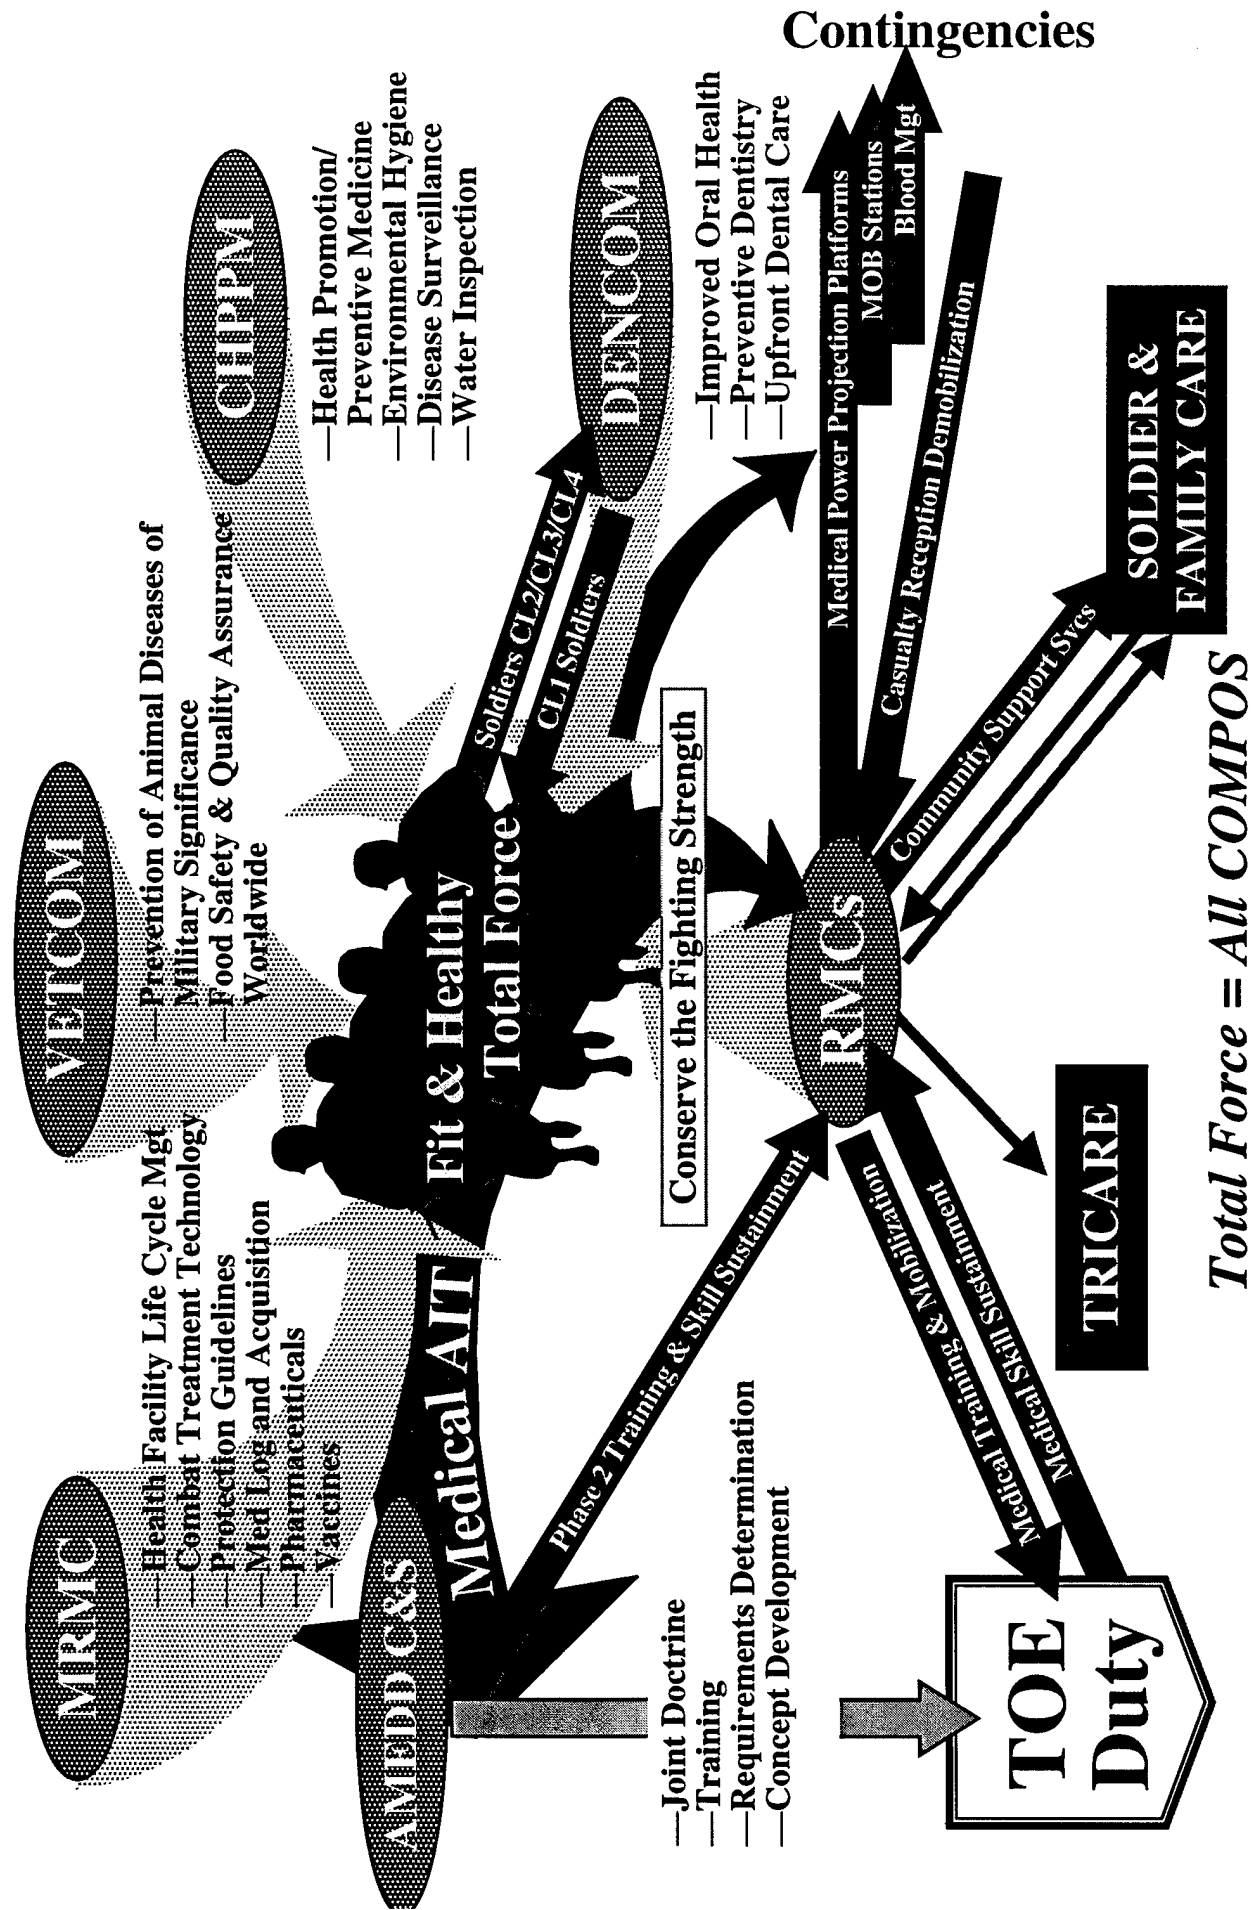 MRMC
—Health Facility Life Cycle Mgt
—Combat Treatment Technology
—Protection Guidelines
—Med Log and Acquisition
—Pharmaceuticals
—Vaccines
VETCOM
—Prevention of Animal Diseases of
Military Significance
—Food Safety & Quality Assurance
Worldwide
CHPPM
—Health Promotion/
Preventive Medicine
—Environmental Hygiene
—Disease Surveillance
—Water Inspection
AMEDD C&S
Medical AIT
Fit & Healthy
Total Force
Soldiers CL2/CL3/CL4
CL1 Soldiers
DENCOM
—Improved Oral Health
—Preventive Dentistry
—Upfront Dental Care
Conserve the Fighting Strength
—Joint Doctrine
—Training
—Requirements Determination
—Concept Development
Phase 2 Training & Skill Sustainment
RMCs
Medical Power Projection Platforms
MOB Stations
Blood Mgt
Contingencies
Casualty Reception Demobilization
Community Support Svcs
Medical Training & Mobilization
Medical Skill Sustainment
TOE
Duty
TRICARE
SOLDIER &
FAMILY CARE
Total Force = All COMPOS